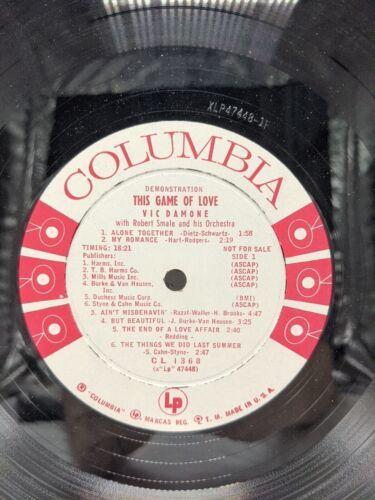 XLP47448-1F
COLUMBIA
DEMONSTRATION
THIS GAME OF LOVE
VIC DAMONE
with Robert Smale and his Orchestra
1. ALONE TOGETHER -Dietz-Schwartz- 1:58
2. MY ROMANCE -Hart-Rodgers- 2:19
TIMING: 18:21 NOT FOR SALE
Publishers: SIDE 1
1. Harms, Inc. (ASCAP)
2. T. B. Harms Co. (ASCAP)
3. Mills Music Inc. (ASCAP)
4. Burke & Van Heusen, Inc. (ASCAP)
5. Duchess Music Corp. (BMI)
6. Styne & Cahn Music Co. (ASCAP)
3. AIN'T MISBEHAVIN' -Razaf-Waller-H. Brooks- 4:47
4. BUT BEAUTIFUL -J. Burke-Van Heusen- 3:25
5. THE END OF A LOVE AFFAIR 2:40
- Redding -
6. THE THINGS WE DID LAST SUMMER
- S. Cahn-Styne- 2:47
CL 1368
(x"Lp" 47448)
Lp
® "COLUMBIA" ® MARCAS REG. ® T. M. MADE IN U.S.A.